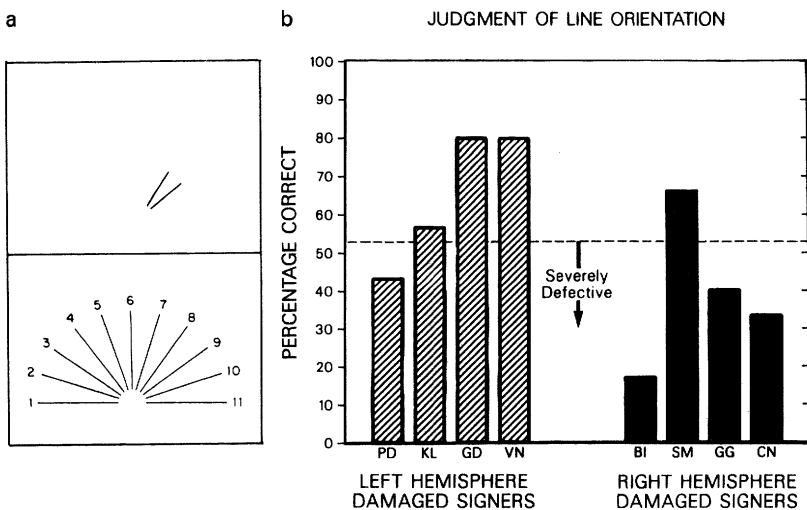 a
b
JUDGMENT OF LINE ORIENTATION
1
2
3
4
5
6
7
8
9
10
11
PERCENTAGE CORRECT
100
90
80
70
60
50
40
30
20
10
0
Severely
Defective
PD KL GD VN
BI SM GG CN
LEFT HEMISPHERE
DAMAGED SIGNERS
RIGHT HEMISPHERE
DAMAGED SIGNERS